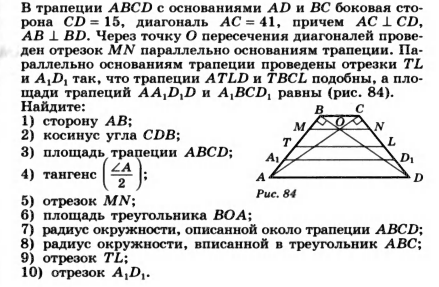 В трапеции ABCD с основаниями AD и BC боковая сто-
рона CD = 15, диагональ AC = 41, причем AC ⊥ CD,
AB ⊥ BD. Через точку O пересечения диагоналей прове-
ден отрезок MN параллельно основаниям трапеции. Па-
раллельно основаниям трапеции проведены отрезки TL
и A₁D₁ так, что трапеции ATLD и TBCL подобны, а пло-
щади трапеций AA₁D₁D и A₁BCD₁ равны (рис. 84).
Найдите:
1) сторону AB;
2) косинус угла CDB;
3) площадь трапеции ABCD;
4) тангенс (∠A/2);
5) отрезок MN;
6) площадь треугольника BOA;
7) радиус окружности, описанной около трапеции ABCD;
8) радиус окружности, вписанной в треугольник ABC;
9) отрезок TL;
10) отрезок A₁D₁.
B C
M O N
T L
A₁ D₁
A D
Рис. 84